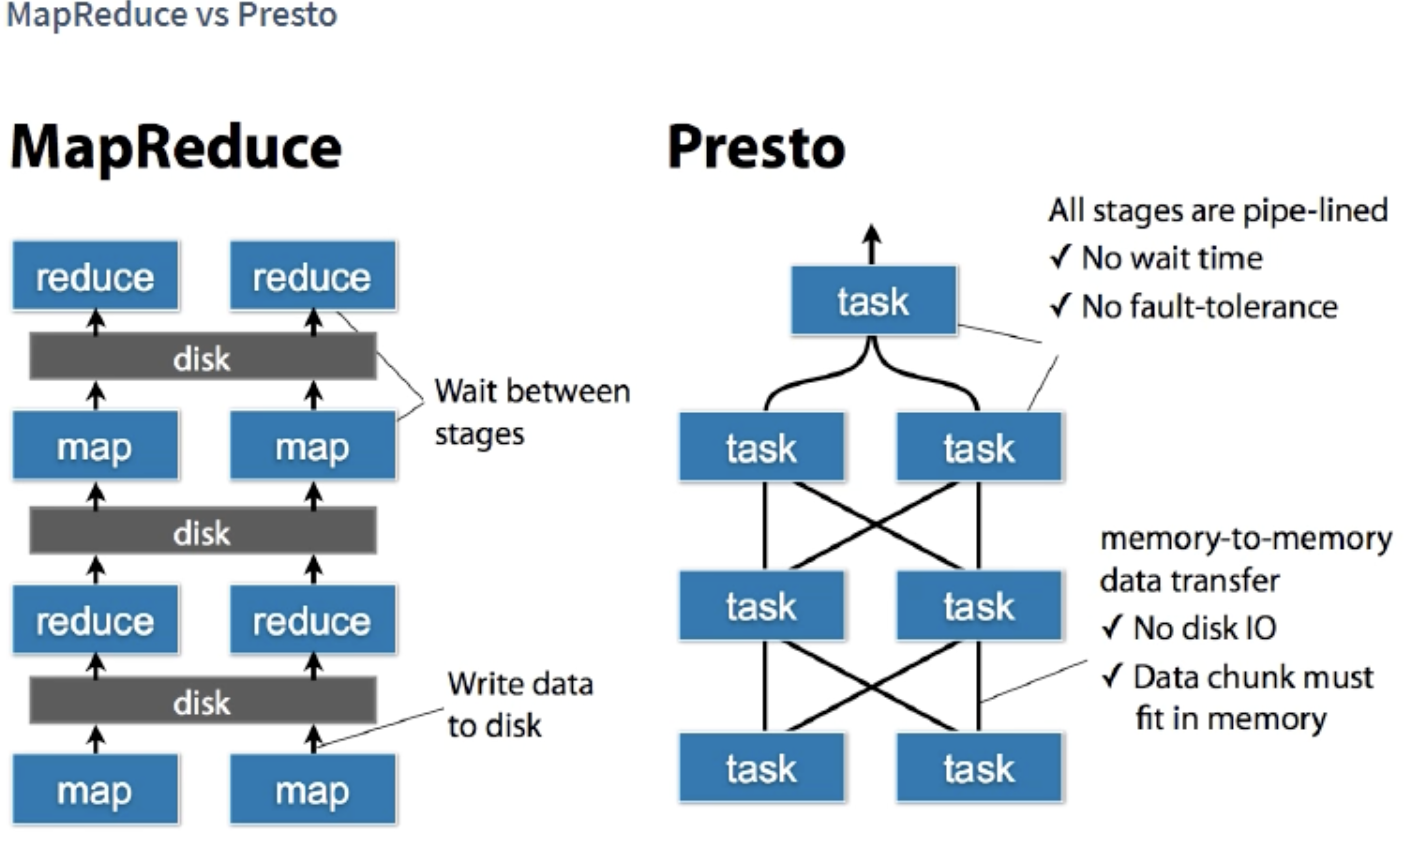 MapReduce vs Presto
MapReduce
reduce
reduce
disk
map
map
Wait between
stages
disk
reduce
reduce
disk
Write data
to disk
map
map
Presto
All stages are pipe-lined
✓ No wait time
✓ No fault-tolerance
task
task
task
task
task
memory-to-memory
data transfer
✓ No disk IO
✓ Data chunk must
fit in memory
task
task